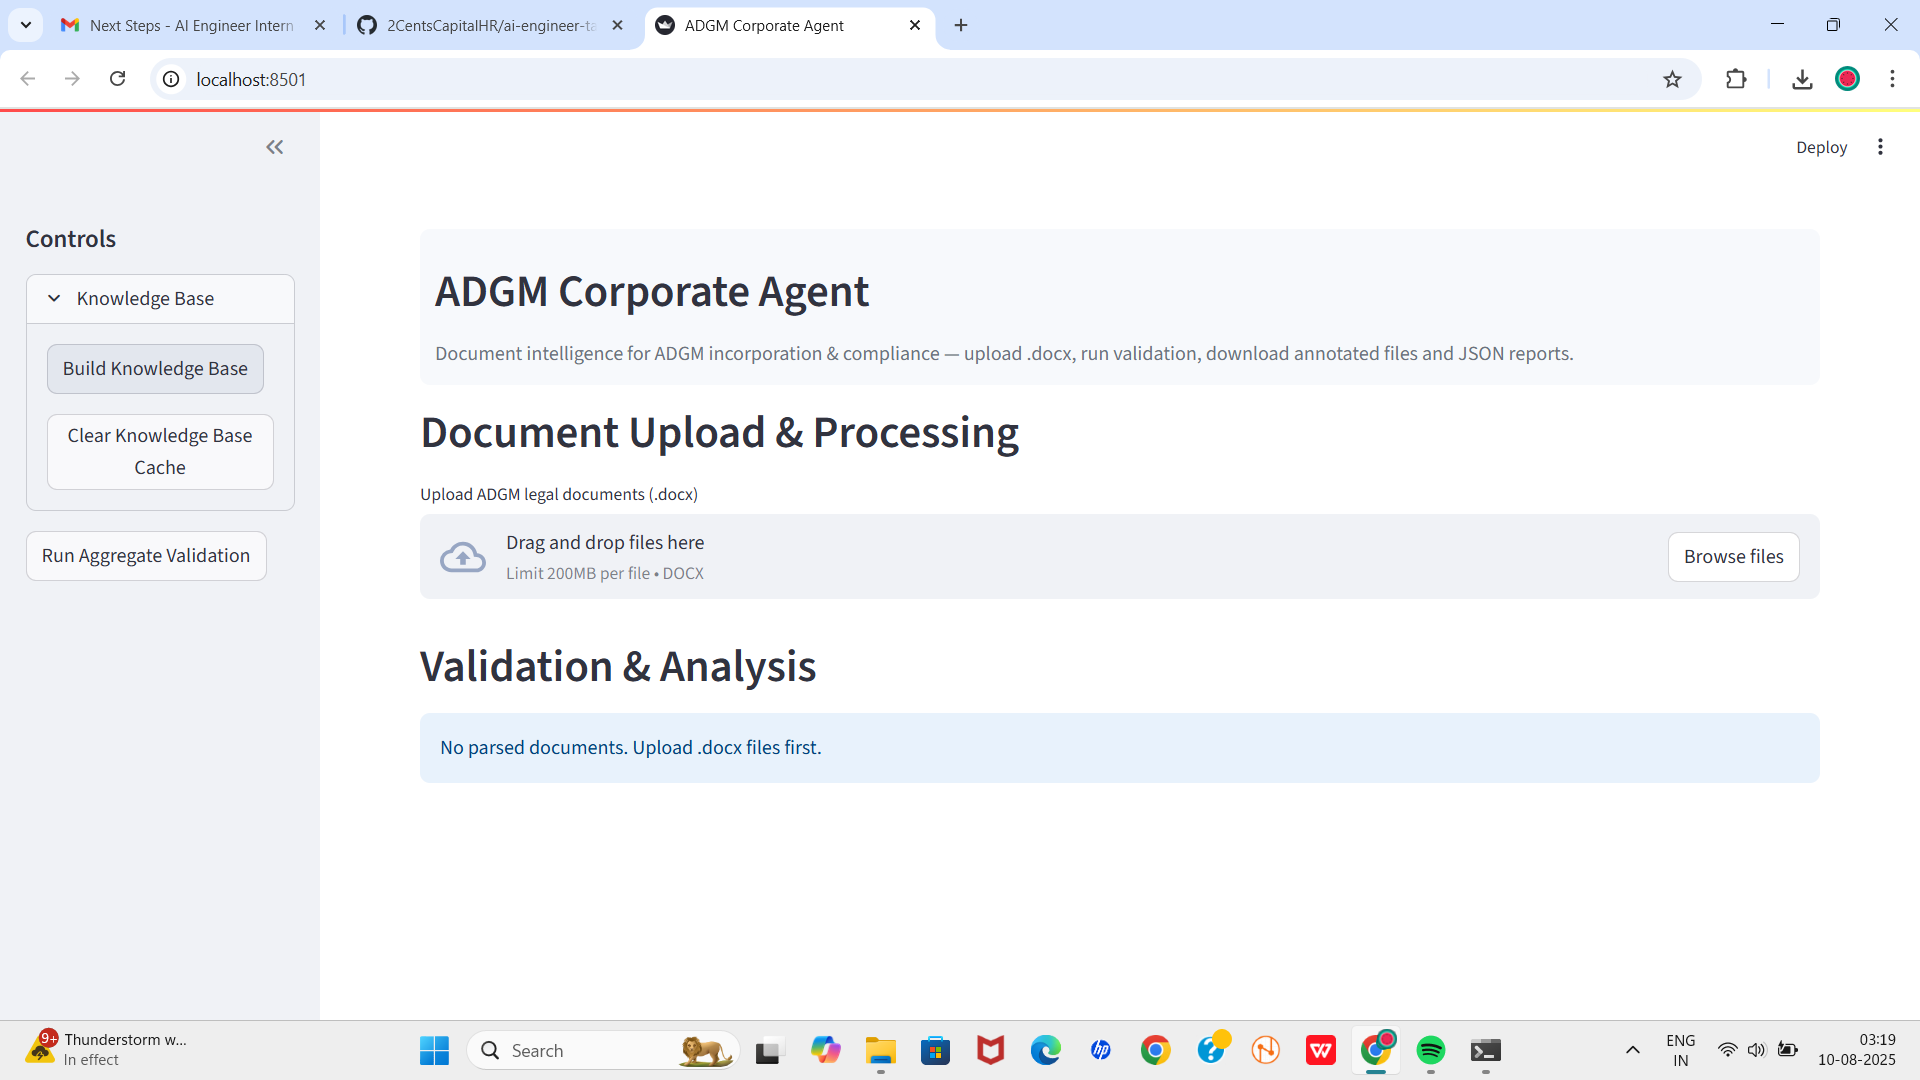 Next Steps - AI Engineer Intern
2CentsCapitalHR/ai-engineer-ta
ADGM Corporate Agent
localhost:8501
Deploy
Controls
Knowledge Base
Build Knowledge Base
Clear Knowledge Base
Cache
Run Aggregate Validation
ADGM Corporate Agent
Document intelligence for ADGM incorporation & compliance — upload .docx, run validation, download annotated files and JSON reports.
Document Upload & Processing
Upload ADGM legal documents (.docx)
Drag and drop files here
Limit 200MB per file • DOCX
Browse files
Validation & Analysis
No parsed documents. Upload .docx files first.
9+
Thunderstorm w...
In effect
Search
hp
W
ENG
IN
03:19
10-08-2025